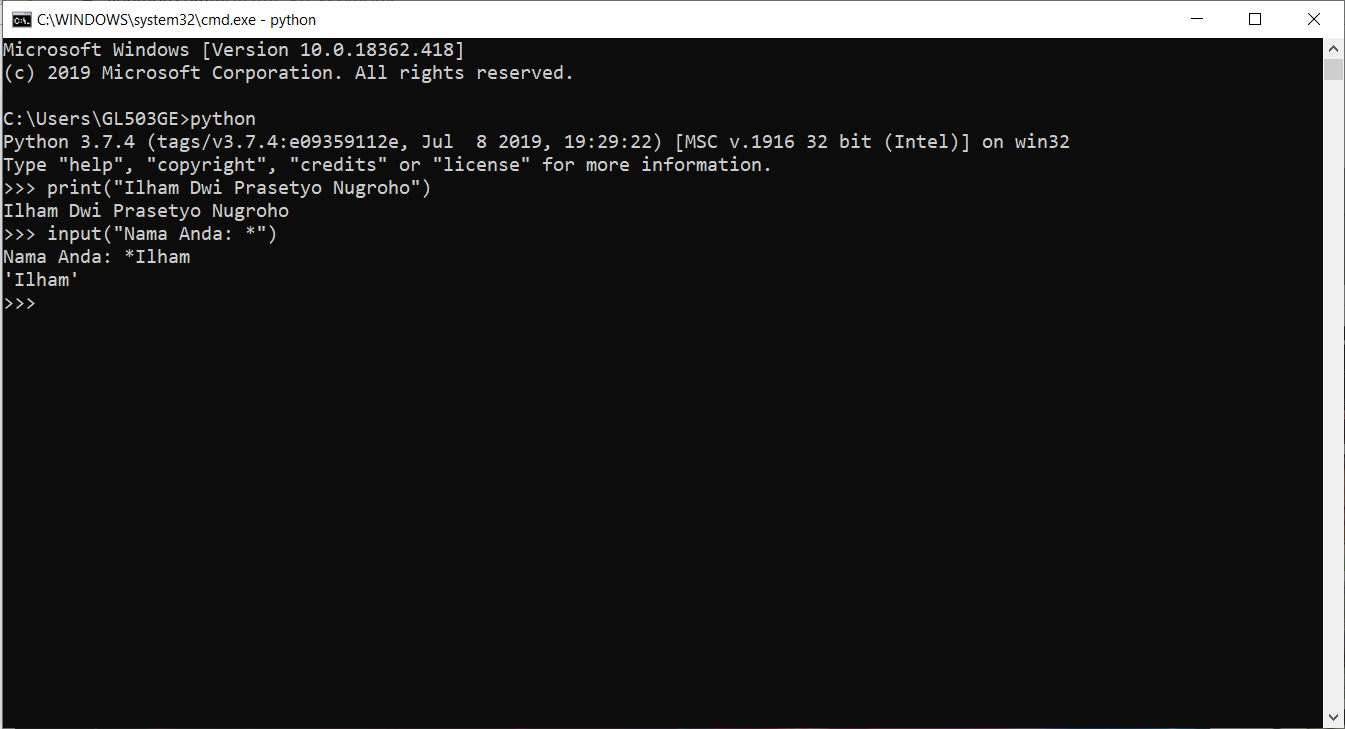 C:\WINDOWS\system32\cmd.exe - python
Microsoft Windows [Version 10.0.18362.418]
(c) 2019 Microsoft Corporation. All rights reserved.
C:\Users\GL503GE>python
Python 3.7.4 (tags/v3.7.4:e09359112e, Jul  8 2019, 19:29:22) [MSC v.1916 32 bit (Intel)] on win32
Type "help", "copyright", "credits" or "license" for more information.
>>> print("Ilham Dwi Prasetyo Nugroho")
Ilham Dwi Prasetyo Nugroho
>>> input("Nama Anda: *")
Nama Anda: *Ilham
'Ilham'
>>>